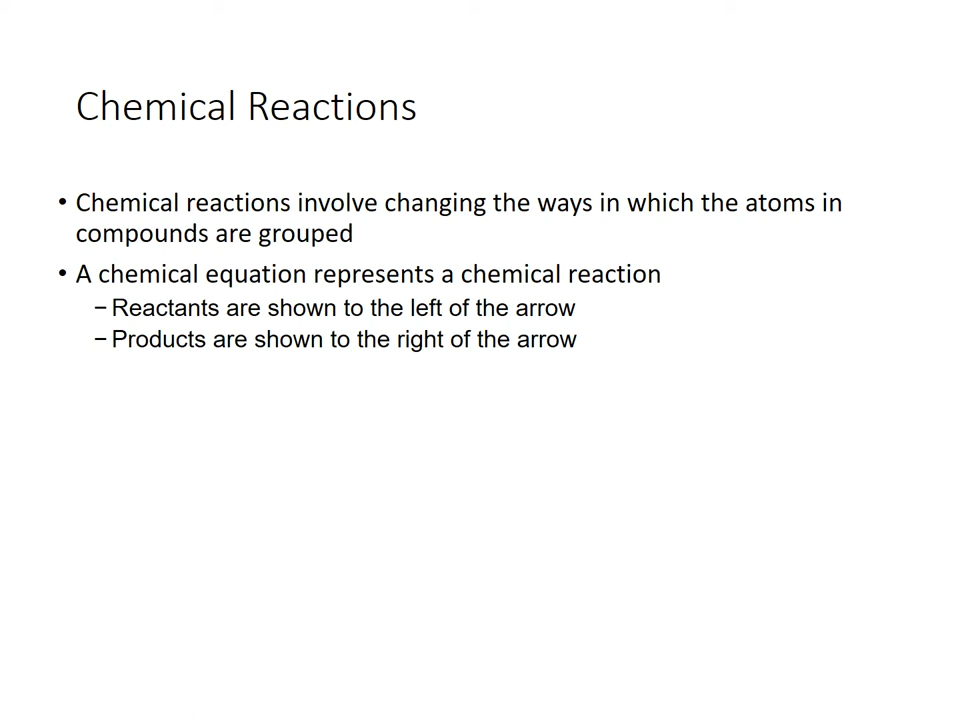 Chemical Reactions
• Chemical reactions involve changing the ways in which the atoms in
compounds are grouped
• A chemical equation represents a chemical reaction
– Reactants are shown to the left of the arrow
– Products are shown to the right of the arrow